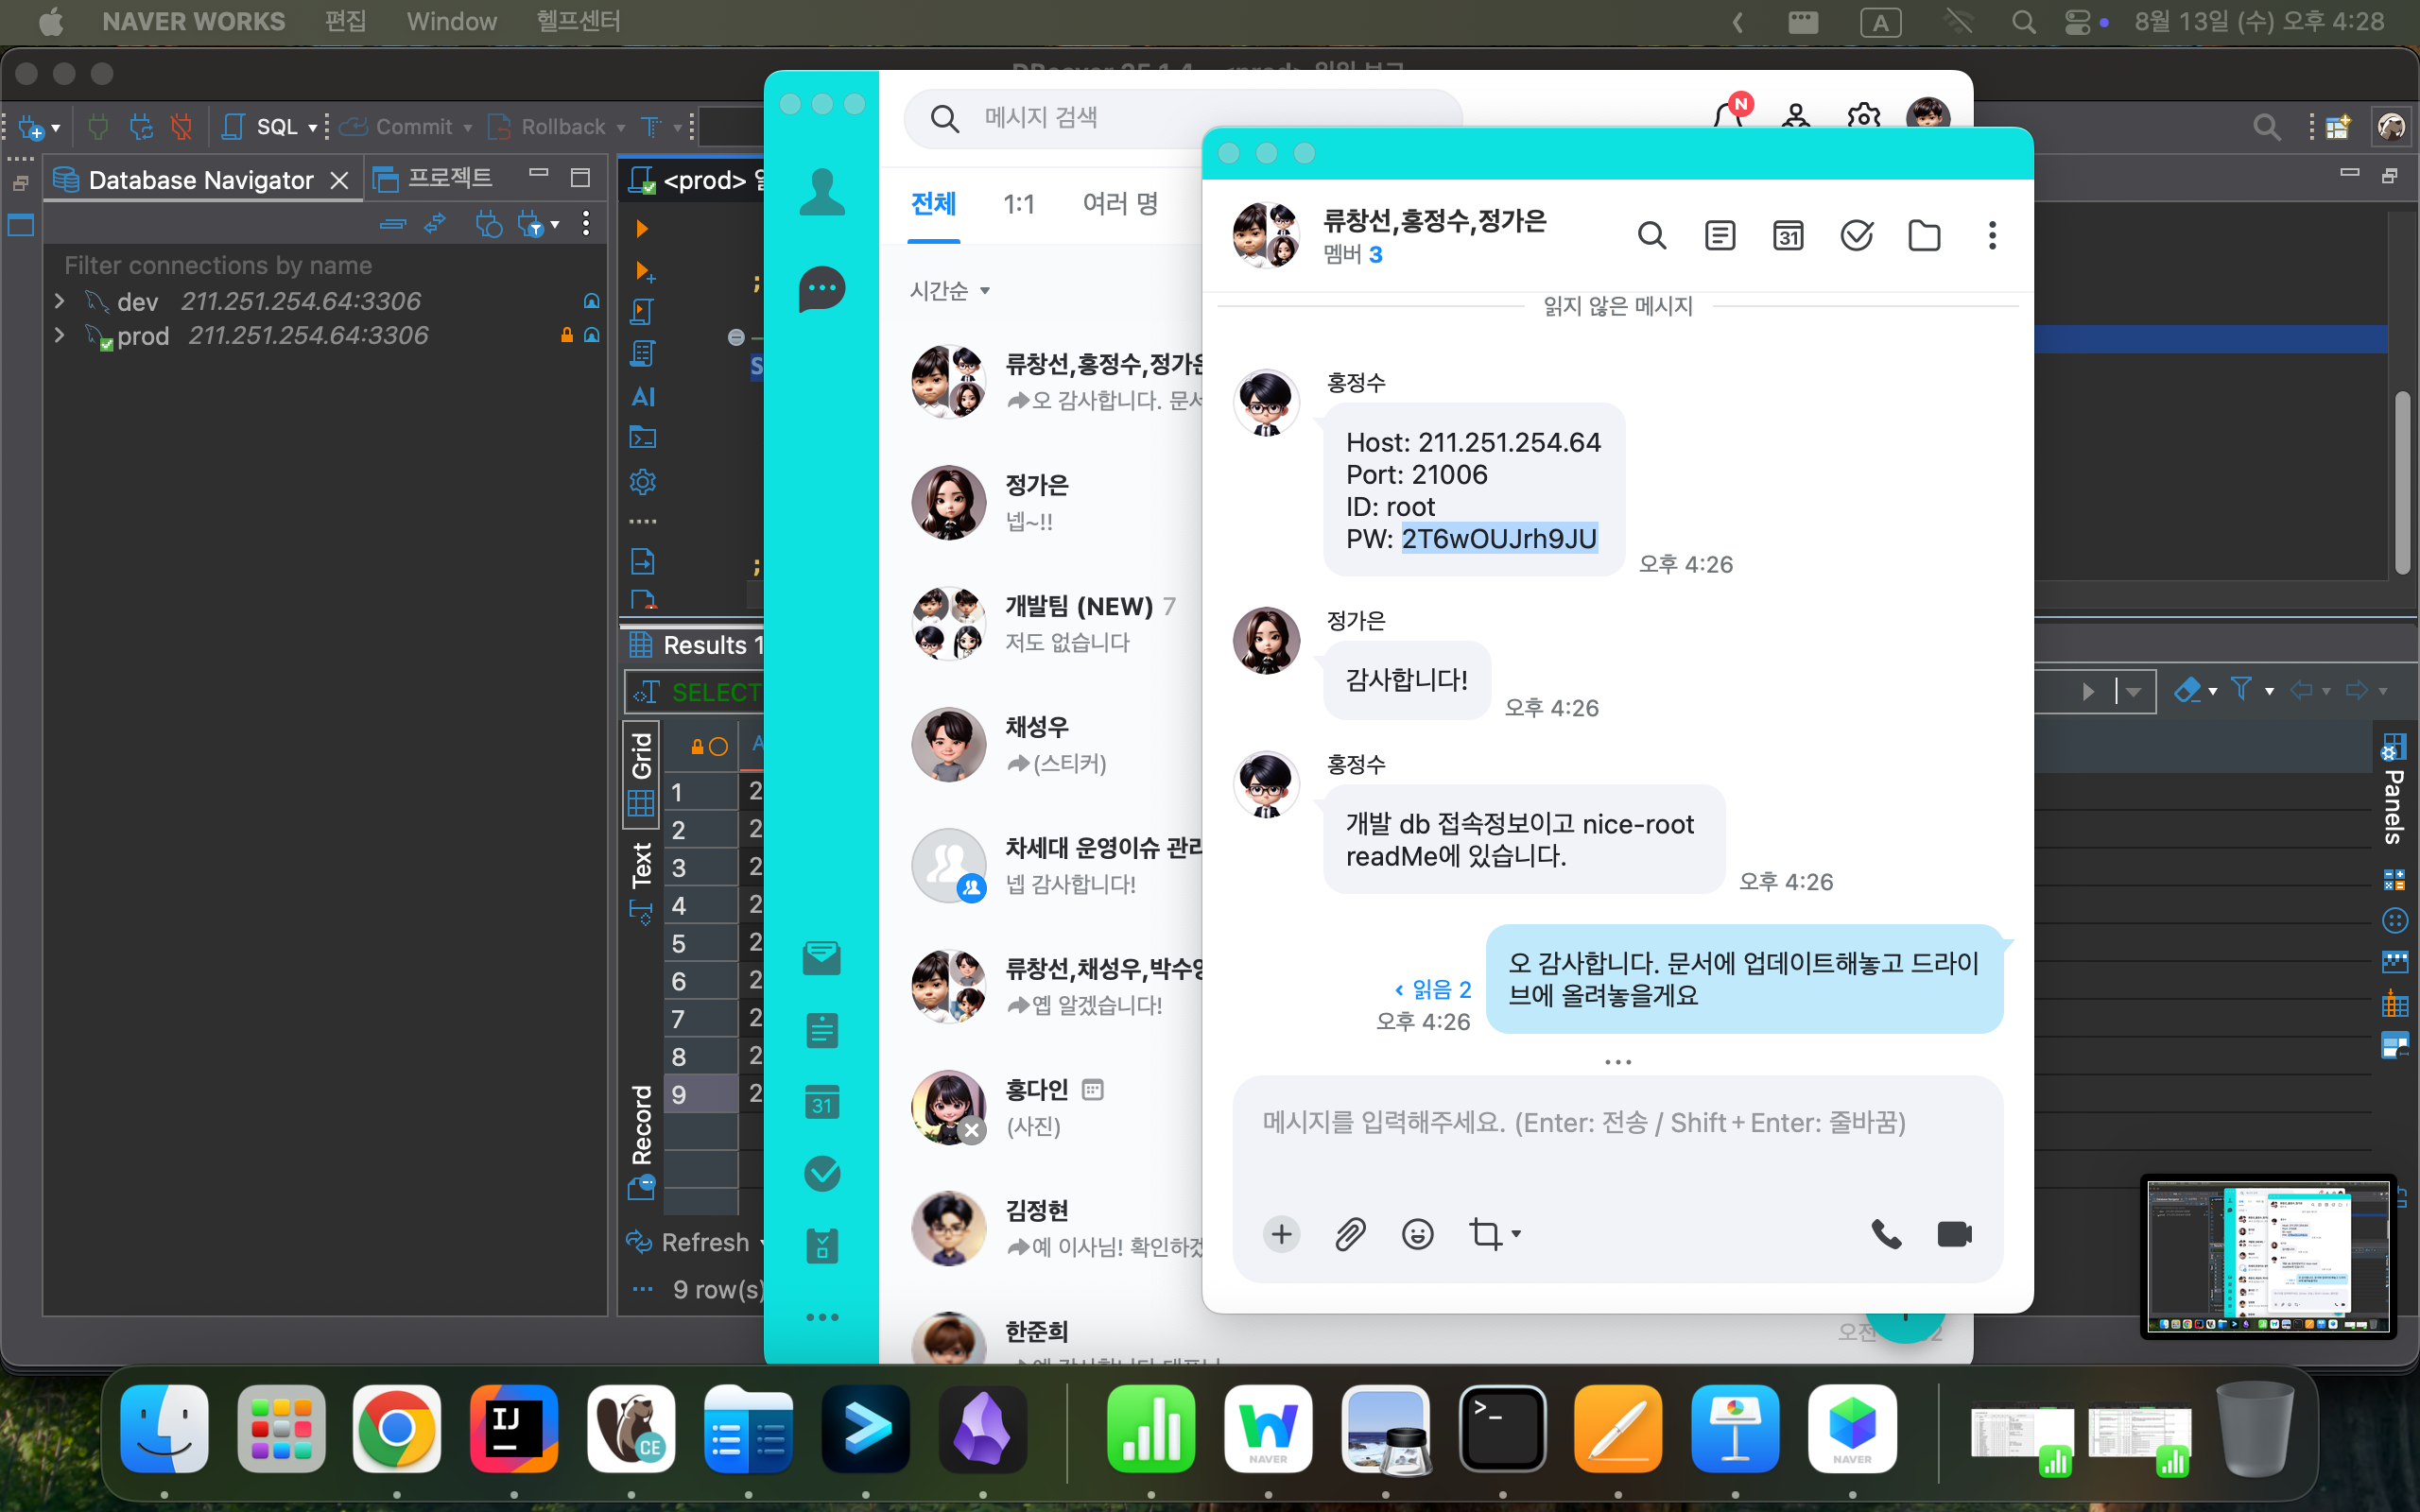 NAVER WORKS 편집 Window 헬프센터
A 8월 13일 (수) 오후 4:28
SQL Commit Rollback
Database Navigator 프로젝트
Filter connections by name
dev 211.251.254.64:3306
prod 211.251.254.64:3306
<prod>
AI
;
S
;
Results 1
SELECT
Grid
Text
Record
1 2
2 2
3 2
4 2
5 2
6 2
7 2
8 2
9 2
Refresh
9 row(s)
Panels
메시지 검색
N
전체 1:1 여러 명
시간순
류창선,홍정수,정가은
오 감사합니다. 문서
정가은
넵~!!
개발팀 (NEW) 7
저도 없습니다
채성우
(스티커)
차세대 운영이슈 관리
넵 감사합니다!
류창선,채성우,박수영
옙 알겠습니다!
31
홍다인
(사진)
김정현
예 이사님! 확인하겠
한준희
오전
류창선,홍정수,정가은
멤버 3
31
읽지 않은 메시지
홍정수
Host: 211.251.254.64
Port: 21006
ID: root
PW: 2T6wOUJrh9JU
오후 4:26
정가은
감사합니다!
오후 4:26
홍정수
개발 db 접속정보이고 nice-root
readMe에 있습니다.
오후 4:26
오 감사합니다. 문서에 업데이트해놓고 드라이
브에 올려놓을게요
읽음 2
오후 4:26
메시지를 입력해주세요. (Enter: 전송 / Shift+Enter: 줄바꿈)
IJ
CE
NAVER
>_
NAVER